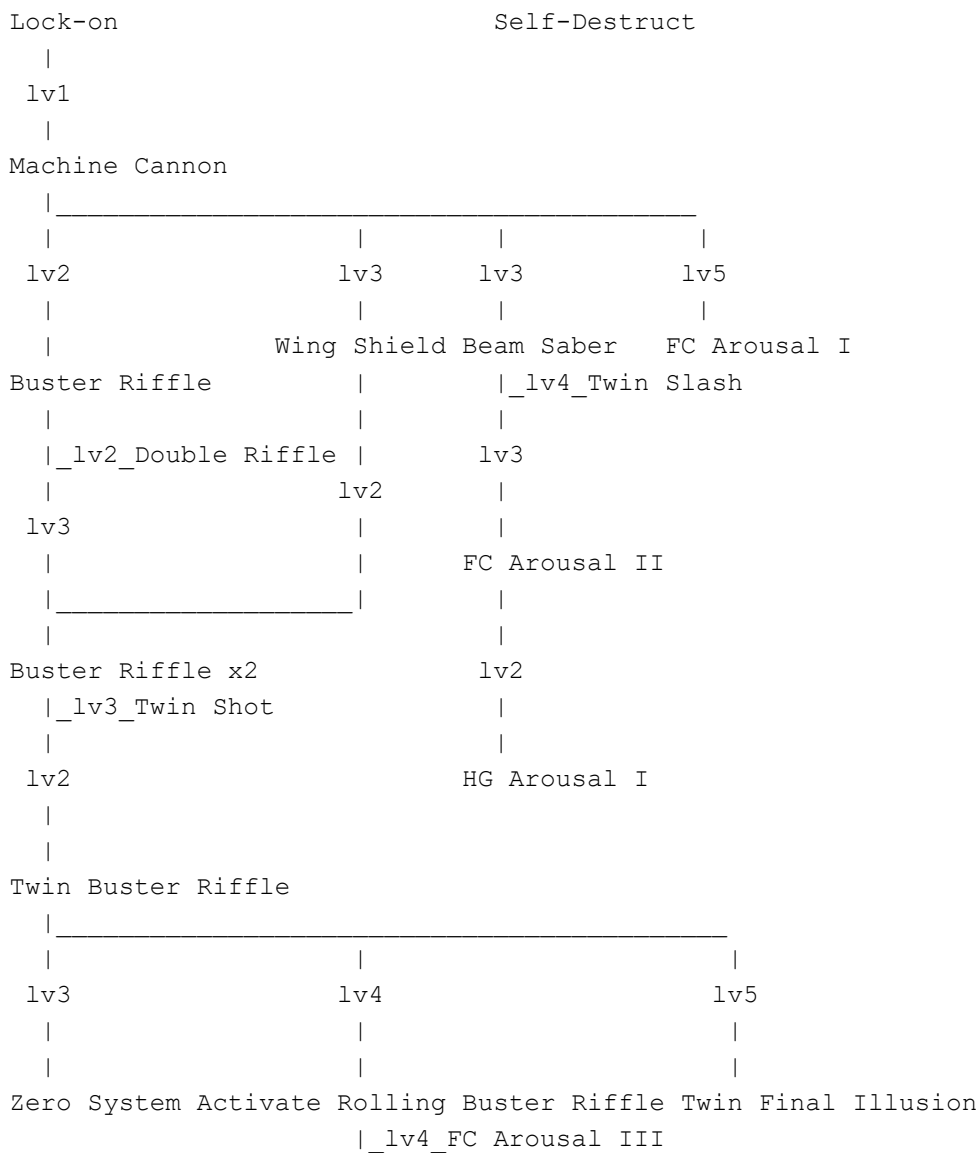 Lock-on                        Self-Destruct
  |
 lv1
  |
Machine Cannon
  |_________________________________________
  |                   |        |            |
 lv2                 lv3      lv3          lv5
  |                   |        |            |
  |              Wing Shield Beam Saber   FC Arousal I
Buster Riffle         |        |_lv4_Twin Slash
  |                   |        |
  |_lv2_Double Riffle |       lv3
  |                  lv2       |
 lv3                  |        |
  |                   |     FC Arousal II
  |___________________|        |
  |                            |
Buster Riffle x2              lv2
  |_lv3_Twin Shot              |
  |                            |
 lv2                         HG Arousal I
  |
  |
Twin Buster Riffle
  |___________________________________________
  |                   |                       |
 lv3                 lv4                     lv5
  |                   |                       |
  |                   |                       |
Zero System Activate Rolling Buster Riffle Twin Final Illusion
                      |_lv4_FC Arousal III